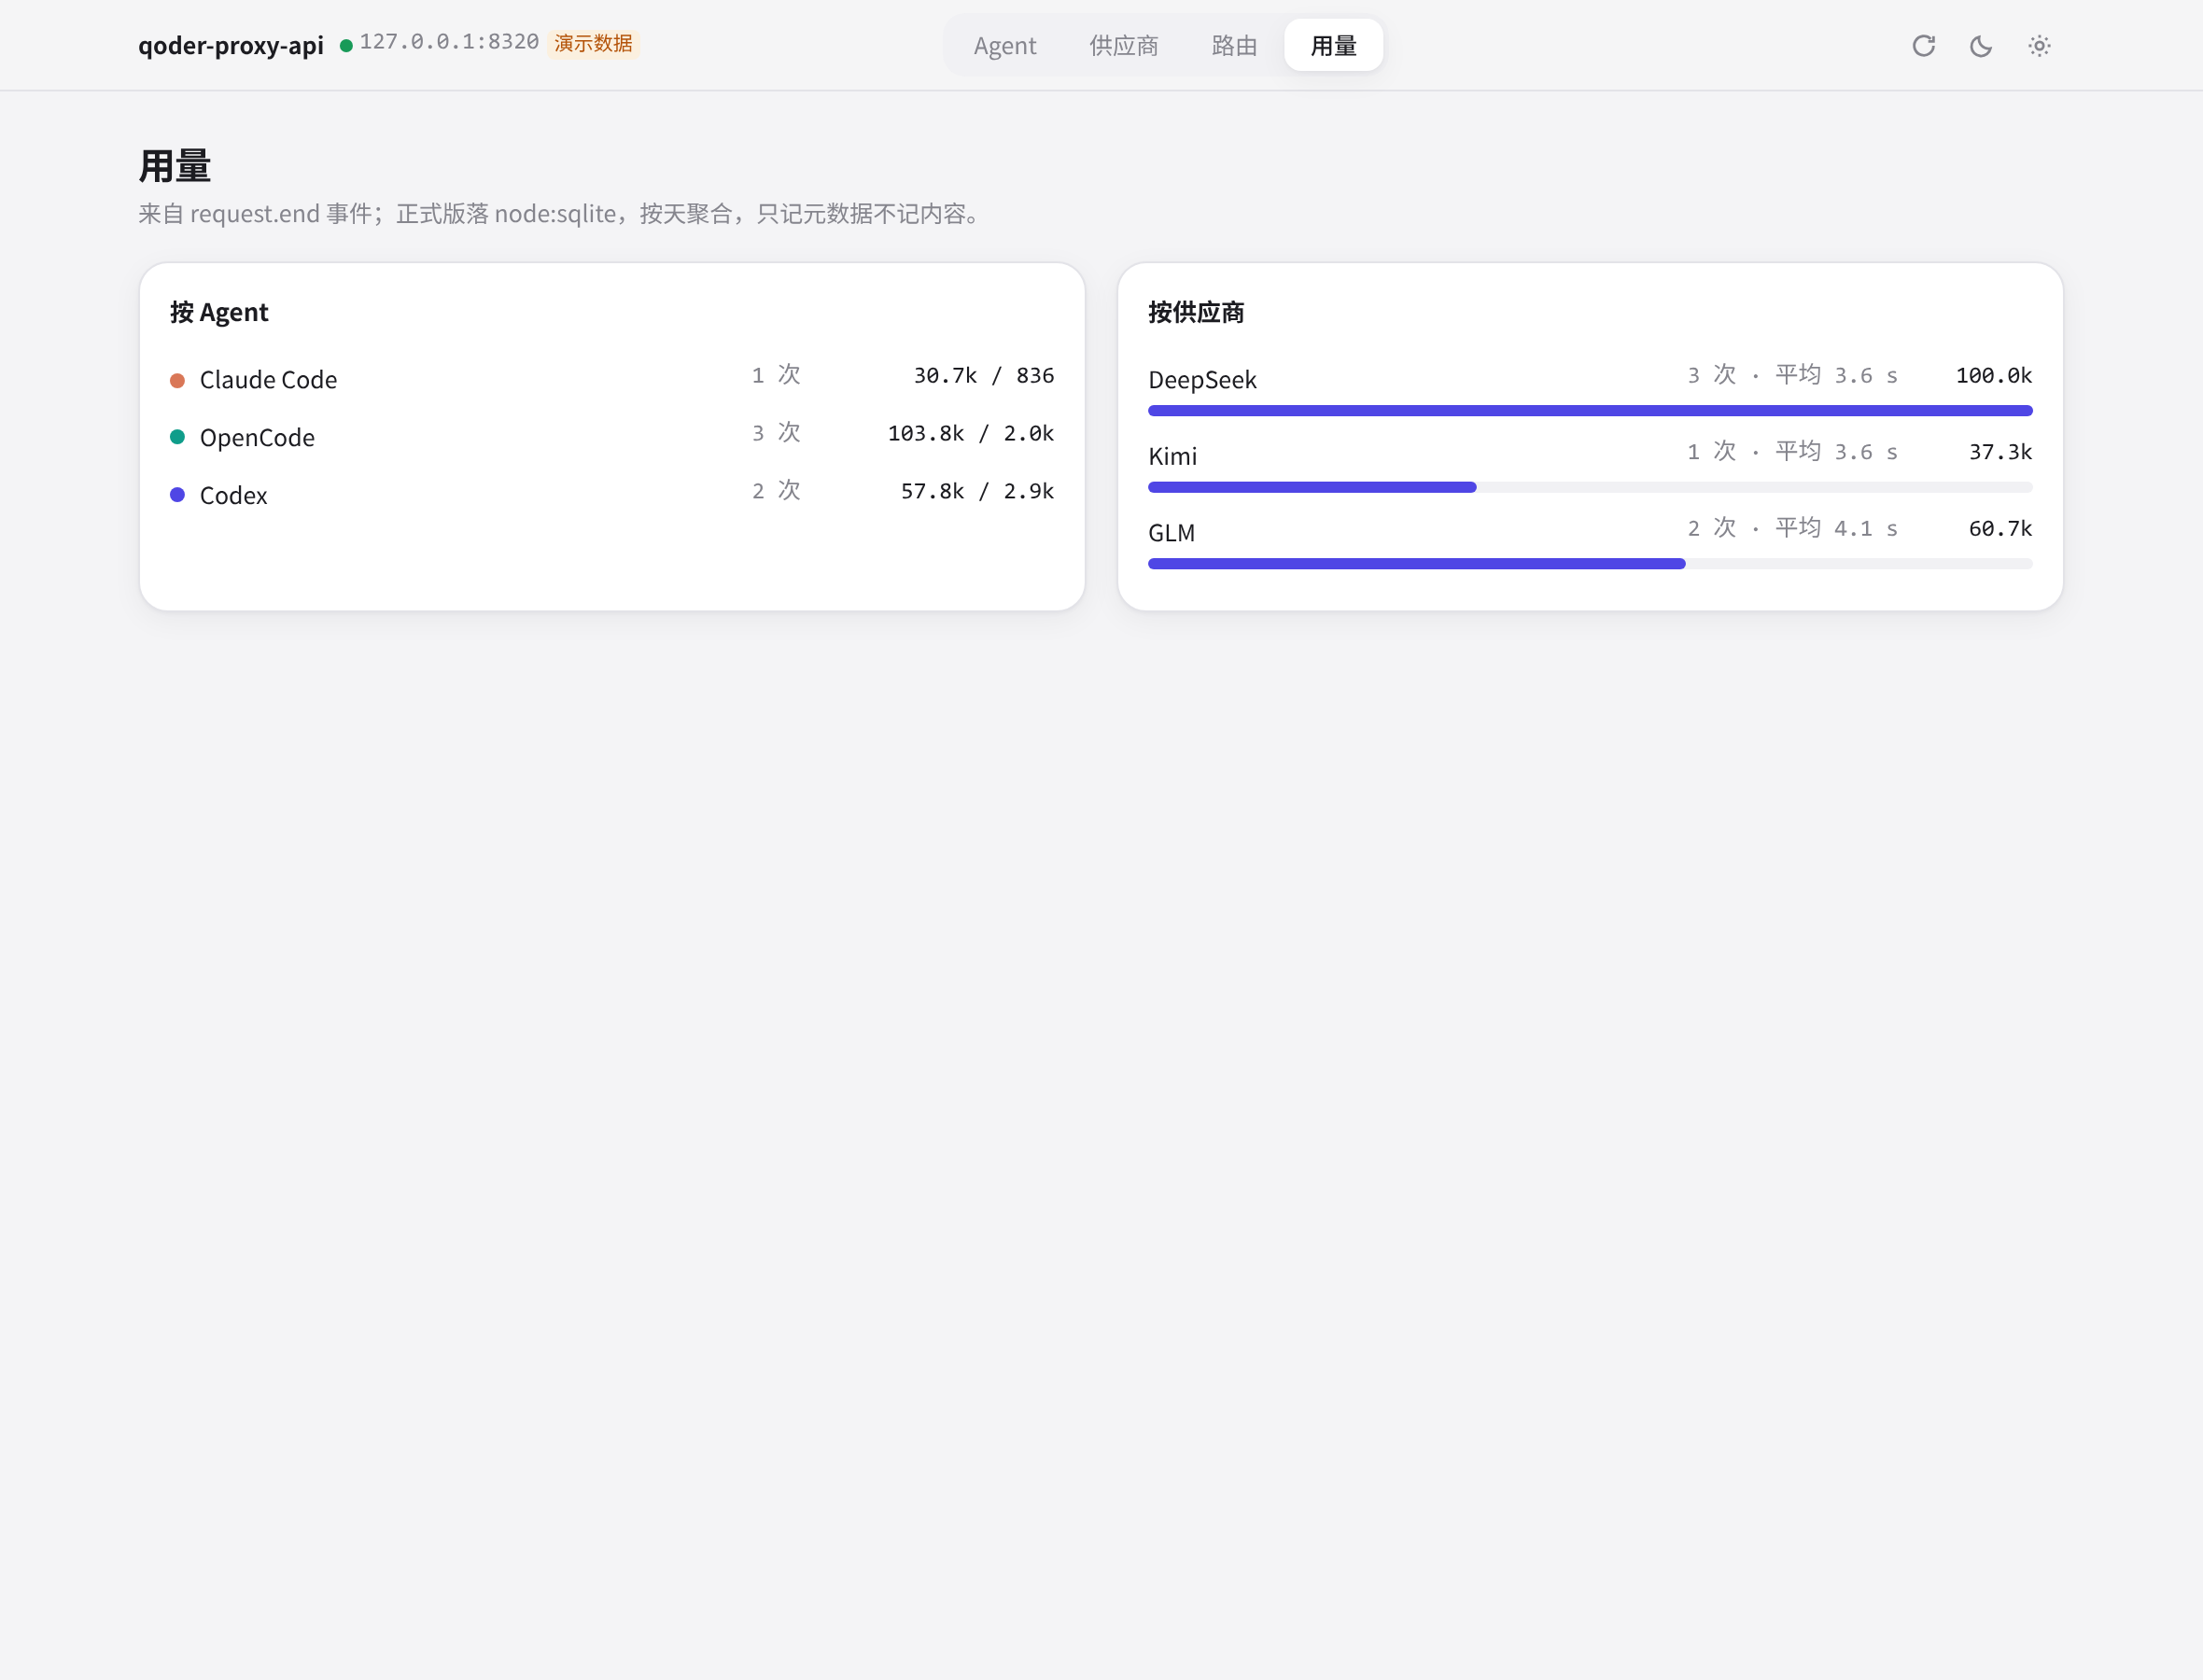 qoder-proxy-api 127.0.0.1:8320 演示数据 Agent 供应商 路由 用量
用量
来自 request.end 事件；正式版落 node:sqlite，按天聚合，只记元数据不记内容。
按 Agent
Claude Code 1 次 30.7k / 836
OpenCode 3 次 103.8k / 2.0k
Codex 2 次 57.8k / 2.9k
按供应商
DeepSeek 3 次 · 平均 3.6 s 100.0k
Kimi 1 次 · 平均 3.6 s 37.3k
GLM 2 次 · 平均 4.1 s 60.7k